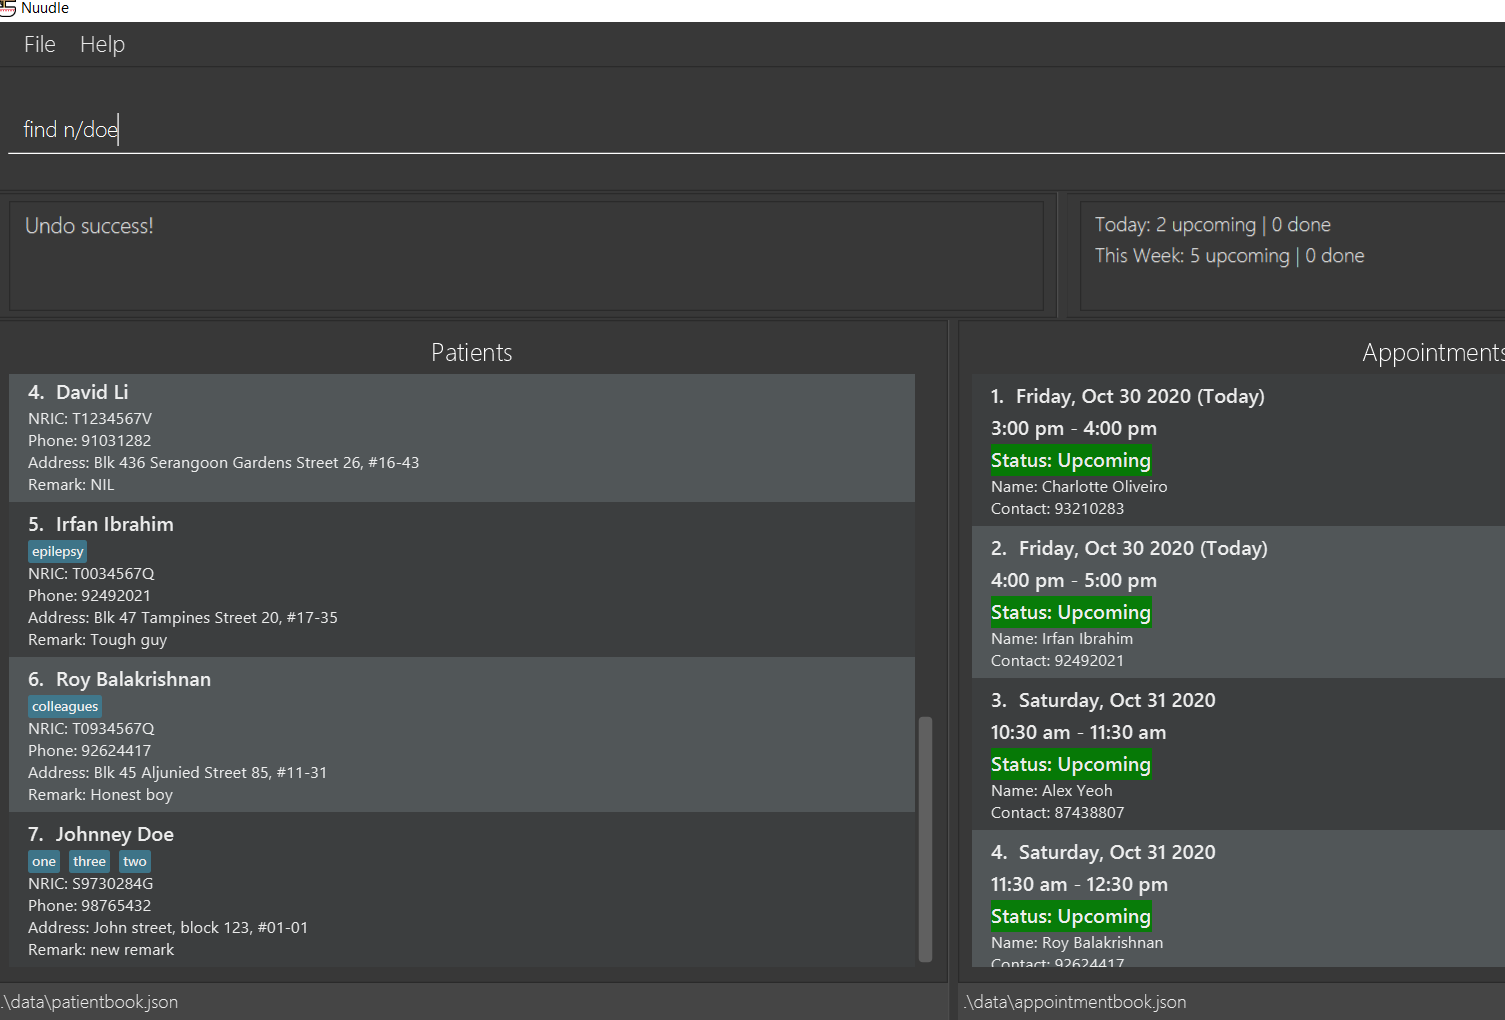 Nuudle
File Help
find n/doe
Undo success!
Today: 2 upcoming | 0 done
This Week: 5 upcoming | 0 done
Patients
4. David Li
NRIC: T1234567V
Phone: 91031282
Address: Blk 436 Serangoon Gardens Street 26, #16-43
Remark: NIL
5. Irfan Ibrahim
epilepsy
NRIC: T0034567Q
Phone: 92492021
Address: Blk 47 Tampines Street 20, #17-35
Remark: Tough guy
6. Roy Balakrishnan
colleagues
NRIC: T0934567Q
Phone: 92624417
Address: Blk 45 Aljunied Street 85, #11-31
Remark: Honest boy
7. Johnney Doe
one three two
NRIC: S9730284G
Phone: 98765432
Address: John street, block 123, #01-01
Remark: new remark
.\data\patientbook.json
Appointments
1. Friday, Oct 30 2020 (Today)
3:00 pm - 4:00 pm
Status: Upcoming
Name: Charlotte Oliveiro
Contact: 93210283
2. Friday, Oct 30 2020 (Today)
4:00 pm - 5:00 pm
Status: Upcoming
Name: Irfan Ibrahim
Contact: 92492021
3. Saturday, Oct 31 2020
10:30 am - 11:30 am
Status: Upcoming
Name: Alex Yeoh
Contact: 87438807
4. Saturday, Oct 31 2020
11:30 am - 12:30 pm
Status: Upcoming
Name: Roy Balakrishnan
Contact: 92624417
.\data\appointmentbook.json